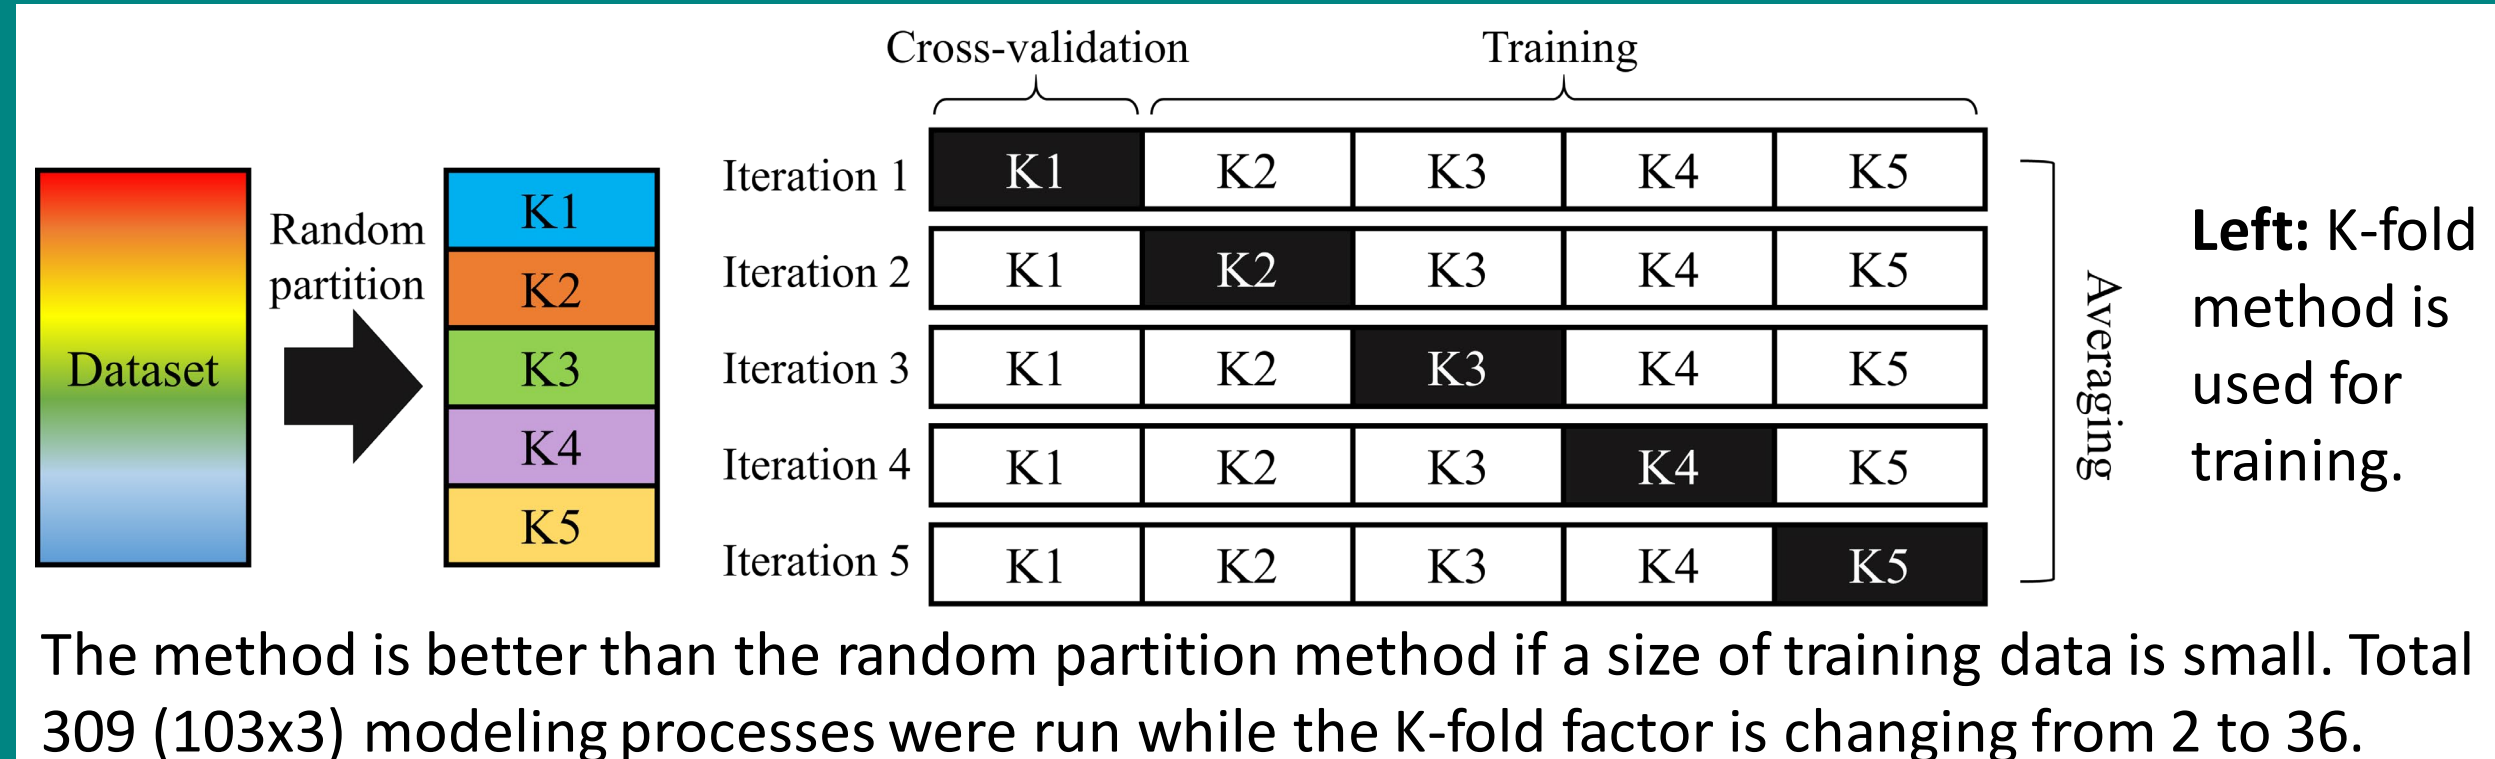 Cross-validation
Training
Dataset
Random
partition
K1
K2
K3
K4
K5
Iteration 1 K1 K2 K3 K4 K5
Iteration 2 K1 K2 K3 K4 K5
Iteration 3 K1 K2 K3 K4 K5
Iteration 4 K1 K2 K3 K4 K5
Iteration 5 K1 K2 K3 K4 K5
Averaging
Left: K-fold
method is
used for
training.
The method is better than the random partition method if a size of training data is small. Total
309 (103x3) modeling processes were run while the K-fold factor is changing from 2 to 36.